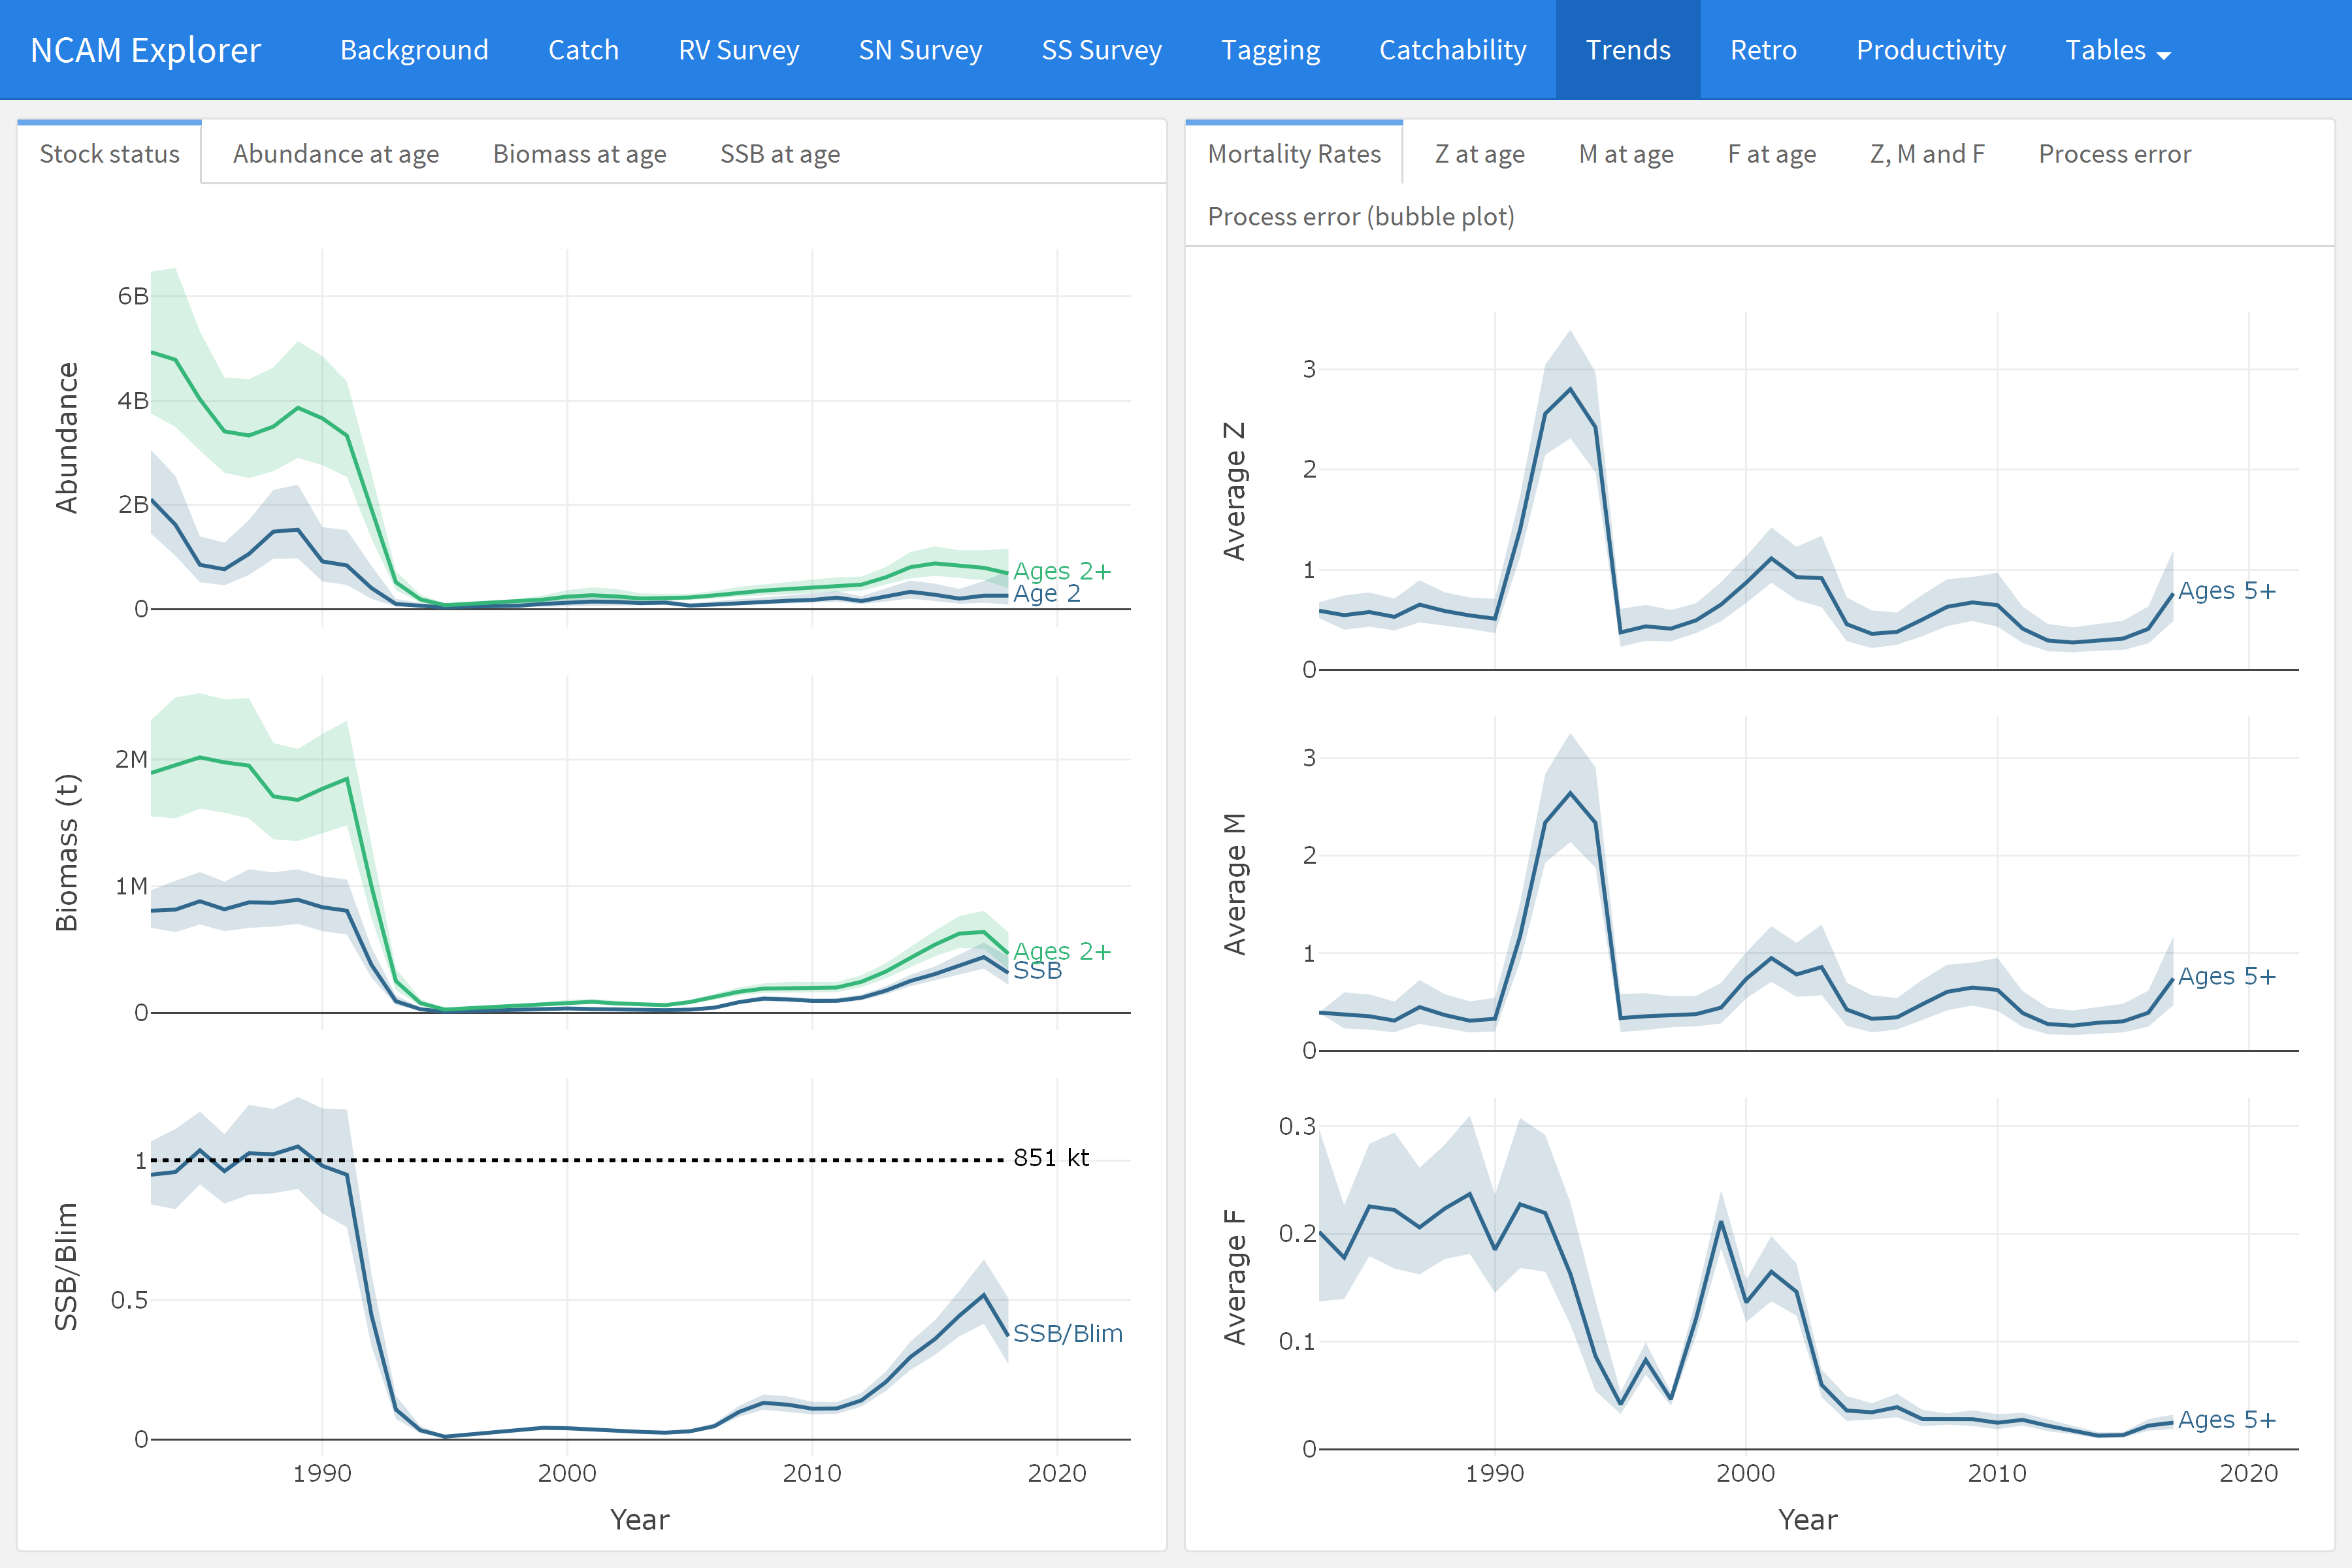 NCAM Explorer Background Catch RV Survey SN Survey SS Survey Tagging Catchability Trends Retro Productivity Tables
Stock status Abundance at age Biomass at age SSB at age
Abundance
6B
4B
2B
0
Ages 2+
Age 2
Biomass (t)
2M
1M
0
Ages 2+
SSB
SSB/Blim
1
0.5
0
851 kt
SSB/Blim
1990 2000 2010 2020
Year
Mortality Rates Z at age M at age F at age Z, M and F Process error
Process error (bubble plot)
Average Z
3
2
1
0
Ages 5+
Average M
3
2
1
0
Ages 5+
Average F
0.3
0.2
0.1
0
Ages 5+
1990 2000 2010 2020
Year